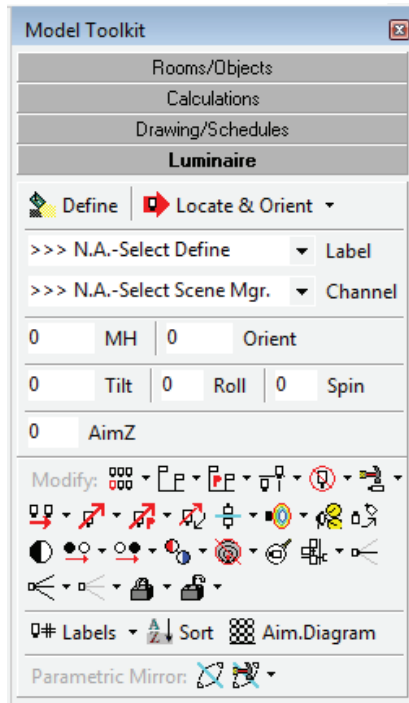 Model Toolkit
Rooms/Objects
Calculations
Drawing/Schedules
Luminaire
Define Locate & Orient
>>> N.A.-Select Define Label
>>> N.A.-Select Scene Mgr. Channel
0 MH 0 Orient
0 Tilt 0 Roll 0 Spin
0 AimZ
Modify:
# Labels A Z Sort Aim.Diagram
Parametric Mirror: